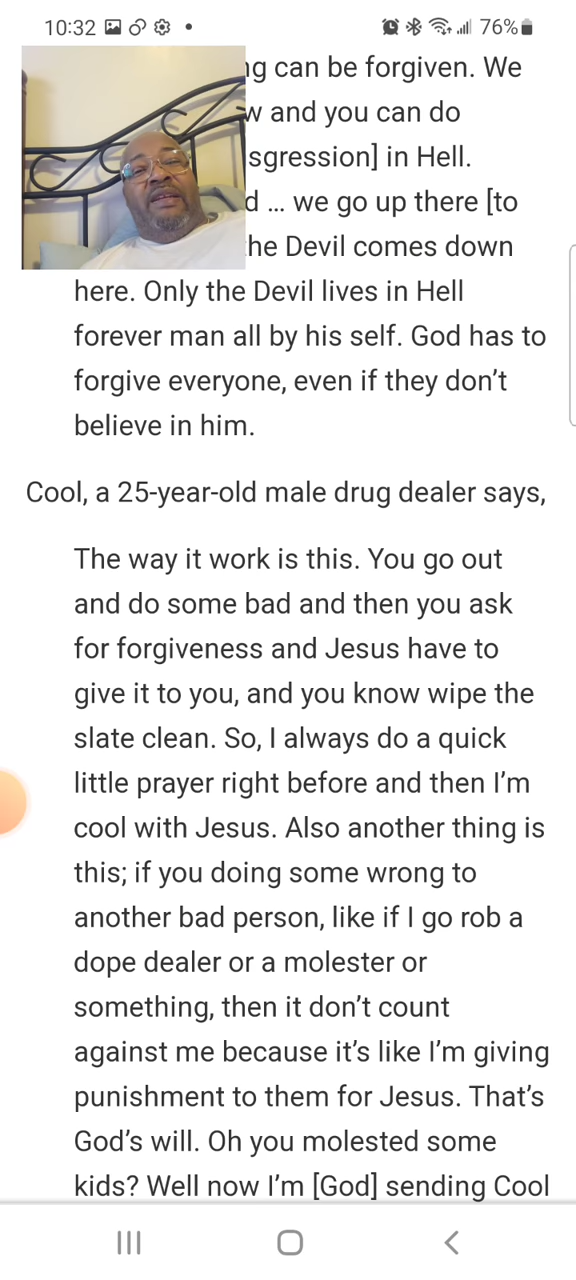 10:32
76%
ng can be forgiven. We
w and you can do
sgression] in Hell.
d … we go up there [to
he Devil comes down
here. Only the Devil lives in Hell
forever man all by his self. God has to
forgive everyone, even if they don’t
believe in him.
Cool, a 25-year-old male drug dealer says,
The way it work is this. You go out
and do some bad and then you ask
for forgiveness and Jesus have to
give it to you, and you know wipe the
slate clean. So, I always do a quick
little prayer right before and then I’m
cool with Jesus. Also another thing is
this; if you doing some wrong to
another bad person, like if I go rob a
dope dealer or a molester or
something, then it don’t count
against me because it’s like I’m giving
punishment to them for Jesus. That’s
God’s will. Oh you molested some
kids? Well now I’m [God] sending Cool